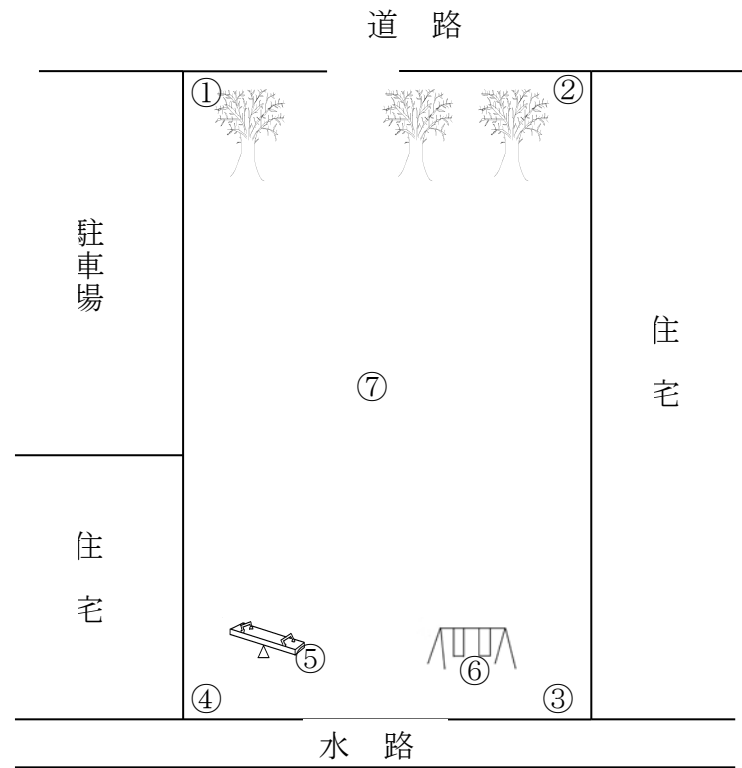 道 路
①
②
駐車場
住 宅
⑦
住 宅
⑤
⑥
④
③
水 路